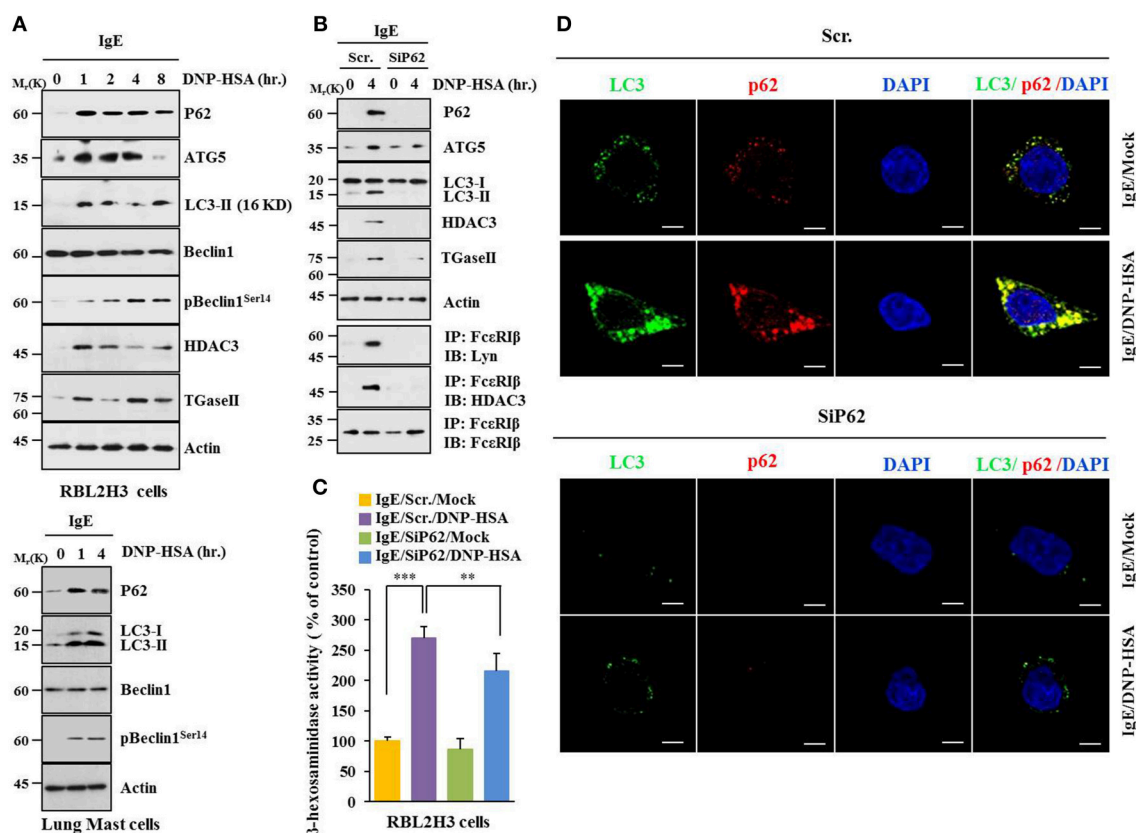 A
IgE
Mr(K) 0 1 2 4 8 DNP-HSA (hr.)
60 P62
35 ATG5
15 LC3-II (16 KD)
60 Beclin1
60 pBeclin1Ser14
45 HDAC3
75 TGaseII
60
45 Actin
RBL2H3 cells
IgE
Mr(K) 0 1 4 DNP-HSA (hr.)
60 P62
20 LC3-I
15 LC3-II
60 Beclin1
60 pBeclin1Ser14
45 Actin
Lung Mast cells
B
IgE
Scr. SiP62
Mr(K) 0 4 0 4 DNP-HSA (hr.)
60 P62
35 ATG5
20 LC3-I
15 LC3-II
45 HDAC3
75 TGaseII
60
45 Actin
60 IP: FcεRIβ
45 IB: Lyn
45 IP: FcεRIβ
IB: HDAC3
35 IP: FcεRIβ
25 IB: FcεRIβ
C
IgE/Scr./Mock
IgE/Scr./DNP-HSA
IgE/SiP62/Mock
IgE/SiP62/DNP-HSA
β-hexosaminidase activity ( % of control)
350
300
250
200
150
100
50
0
*** **
RBL2H3 cells
D
Scr.
LC3 p62 DAPI LC3/ p62 /DAPI
IgE/Mock
IgE/DNP-HSA
SiP62
LC3 p62 DAPI LC3/ p62 /DAPI
IgE/Mock
IgE/DNP-HSA